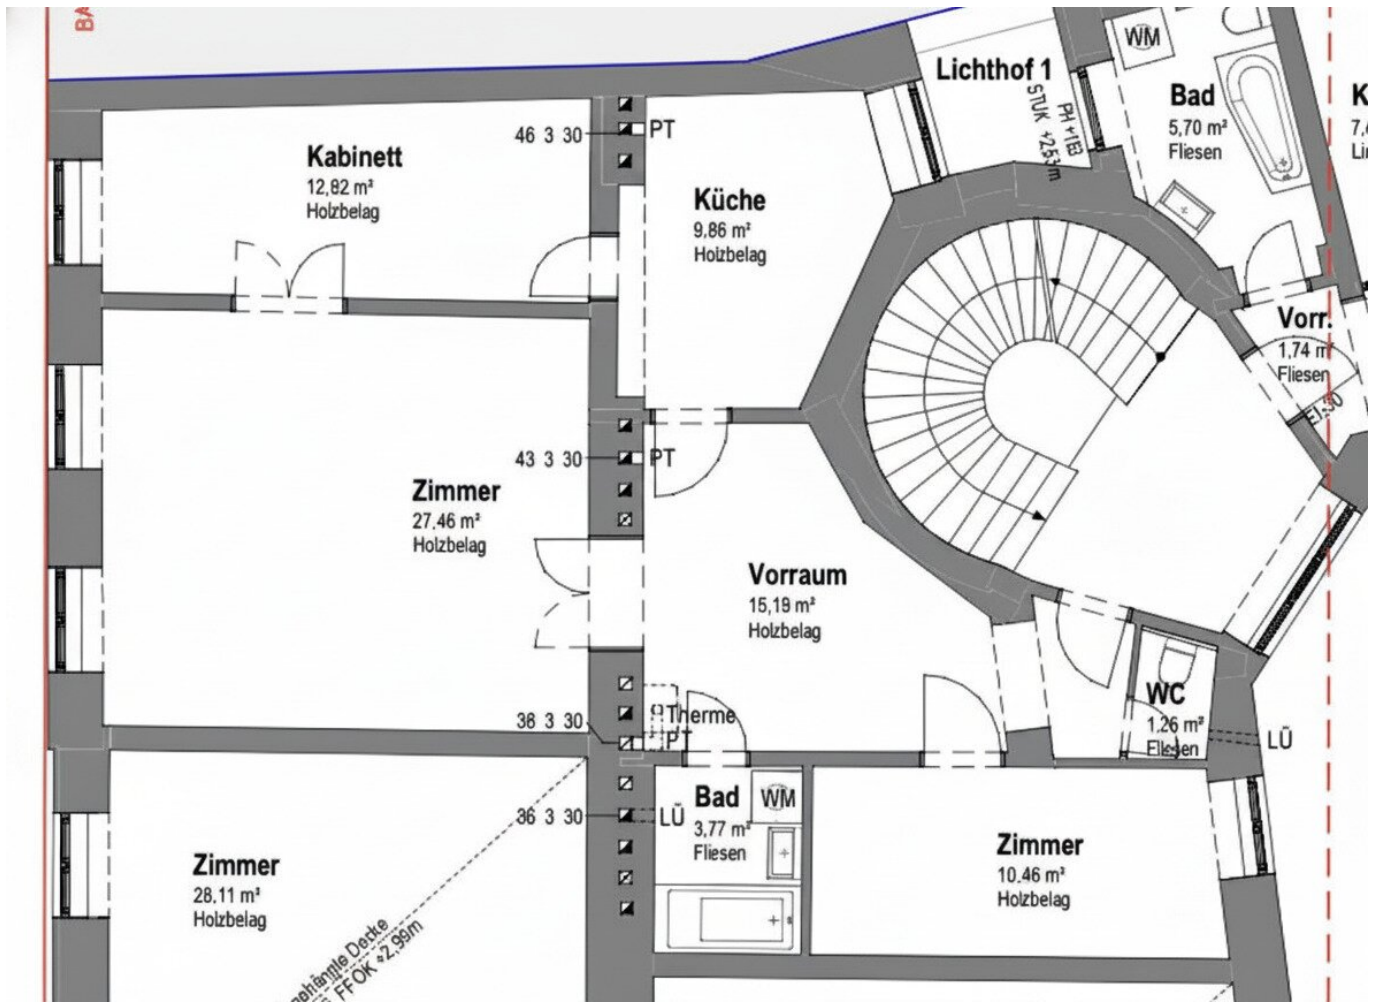 BA
Lichthof 1
PH +1
STUK +2,53m
WM
Bad
5,70 m²
Fliesen
K
Kabinett
12,82 m²
Holzbelag
46 3 30
PT
Küche
9,86 m²
Holzbelag
Vorr.
1,74 m²
Fliesen
EI 30
43 3 30
PT
Zimmer
27,46 m²
Holzbelag
Vorraum
15,19 m²
Holzbelag
WC
1,26 m²
Fliesen
LÜ
38 3 30
Therme
PT
36 3 30
LÜ
Bad
3,77 m²
Fliesen
WM
Zimmer
10,46 m²
Holzbelag
Zimmer
28,11 m²
Holzbelag
Decke
FFOK +2,99m